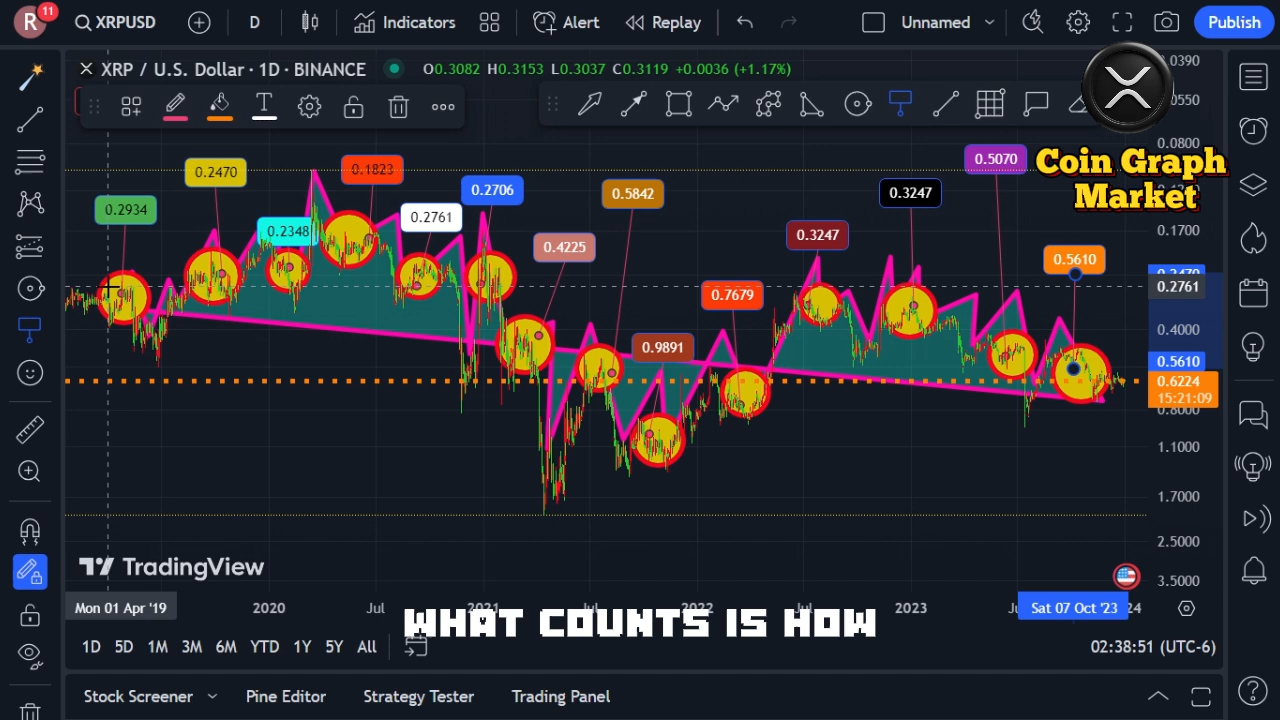 R
11
XRPUSD
D
Indicators
Alert
Replay
Unnamed
Publish
XRP / U.S. Dollar · 1D · BINANCE
O0.3082 H0.3153 L0.3037 C0.3119 +0.0036 (+1.17%)
T
Coin Graph
Market
0.2934
0.2470
0.2348
0.1823
0.2761
0.2706
0.4225
0.5842
0.9891
0.7679
0.3247
0.3247
0.5070
0.5610
0.0390
0.0800
0.1700
0.2761
0.4000
0.5610
0.6224
15:21:09
0.8000
1.1000
1.7000
2.5000
3.5000
TradingView
Mon 01 Apr '19
2020
Jul
2021
2022
2023
Sat 07 Oct '23
WHAT COUNTS IS HOW
1D
5D
1M
3M
6M
YTD
1Y
5Y
All
02:38:51 (UTC-6)
Stock Screener
Pine Editor
Strategy Tester
Trading Panel